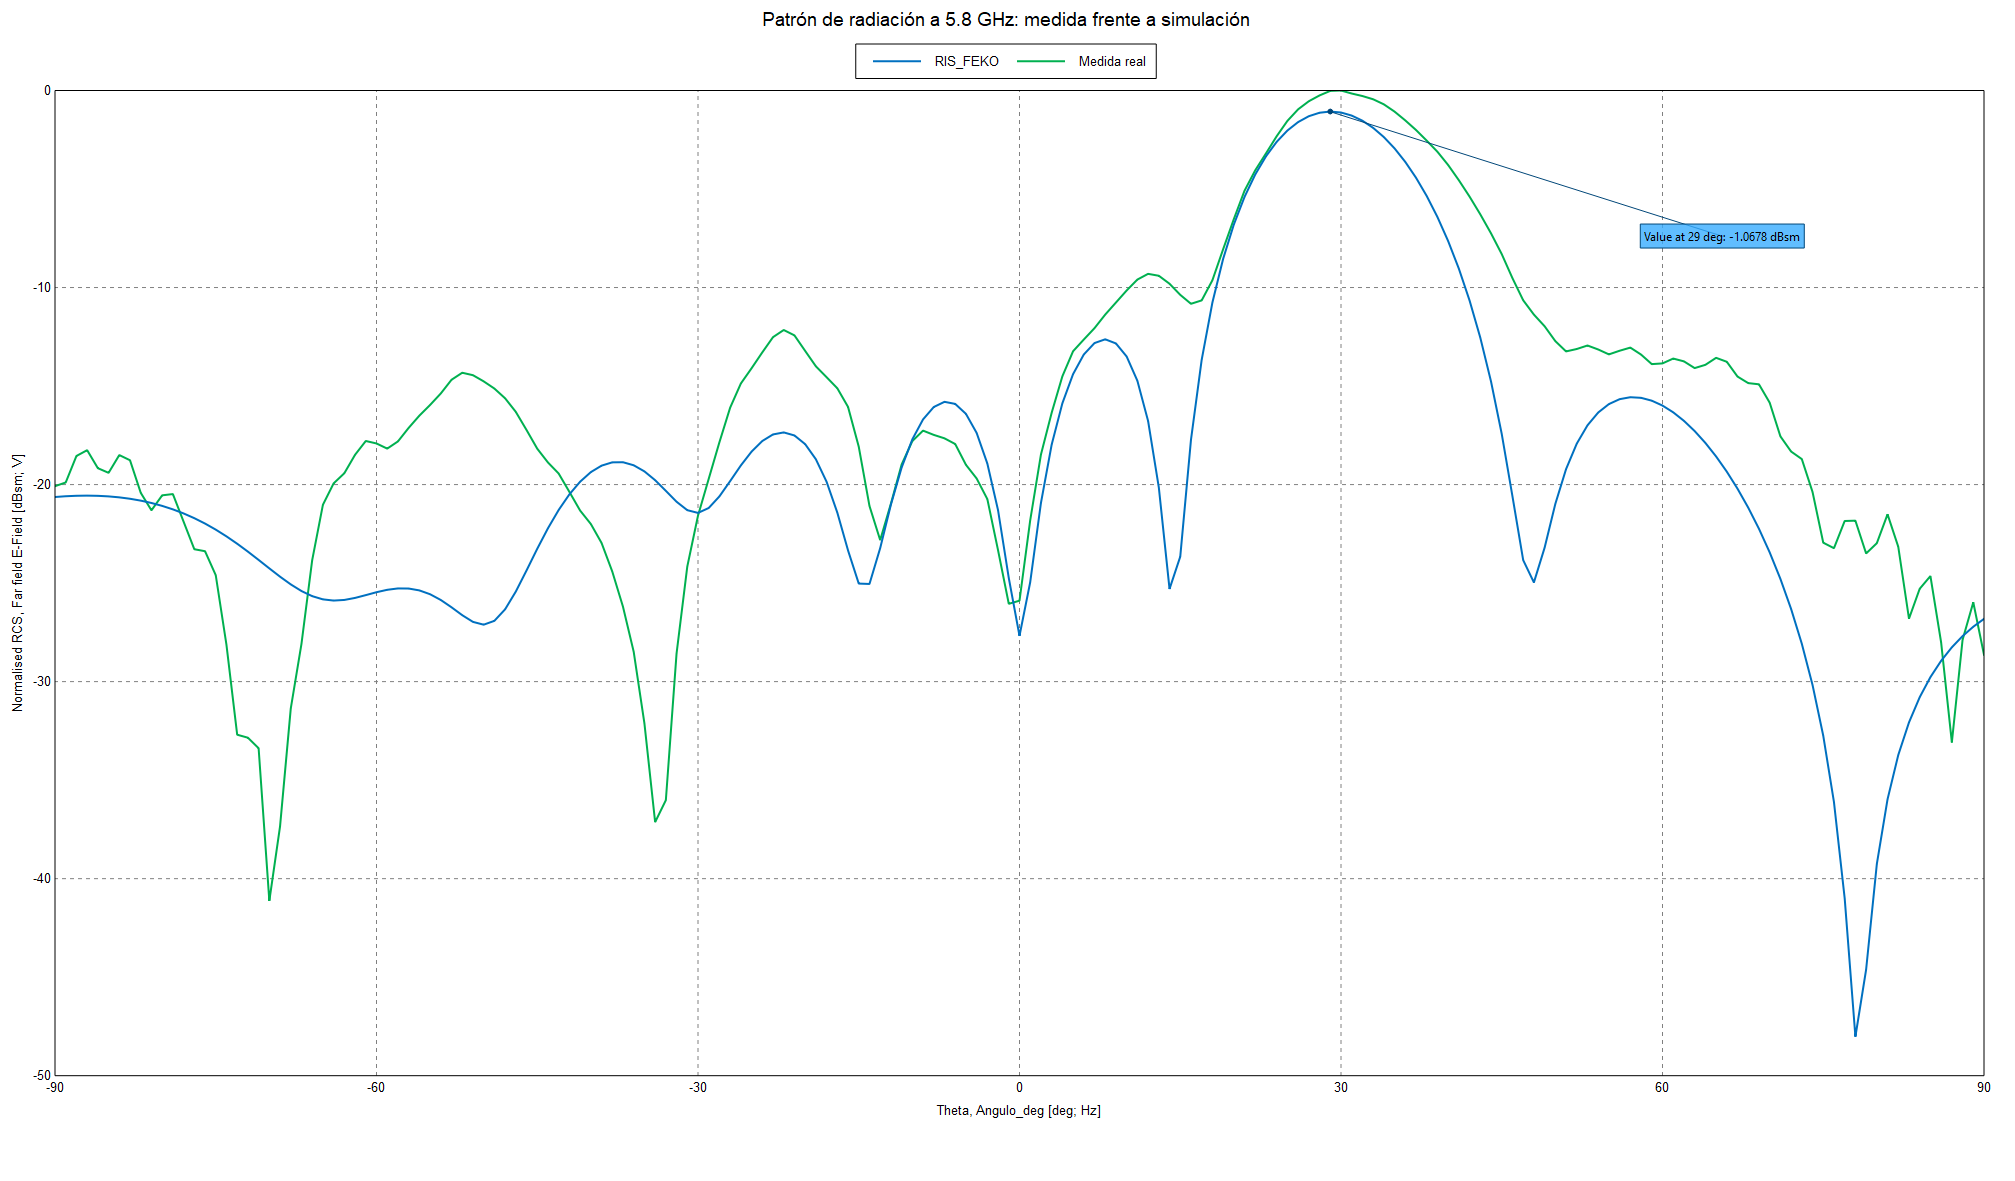 Patrón de radiación a 5.8 GHz: medida frente a simulación
RIS_FEKO
Medida real
Normalised RCS, Far field E-Field [dBsm; 'V]
0
-10
-20
-30
-40
-50
Value at 29 deg: -1.0678 dBsm
-90
-60
-30
0
30
60
90
Theta, Angulo_deg [deg; Hz]